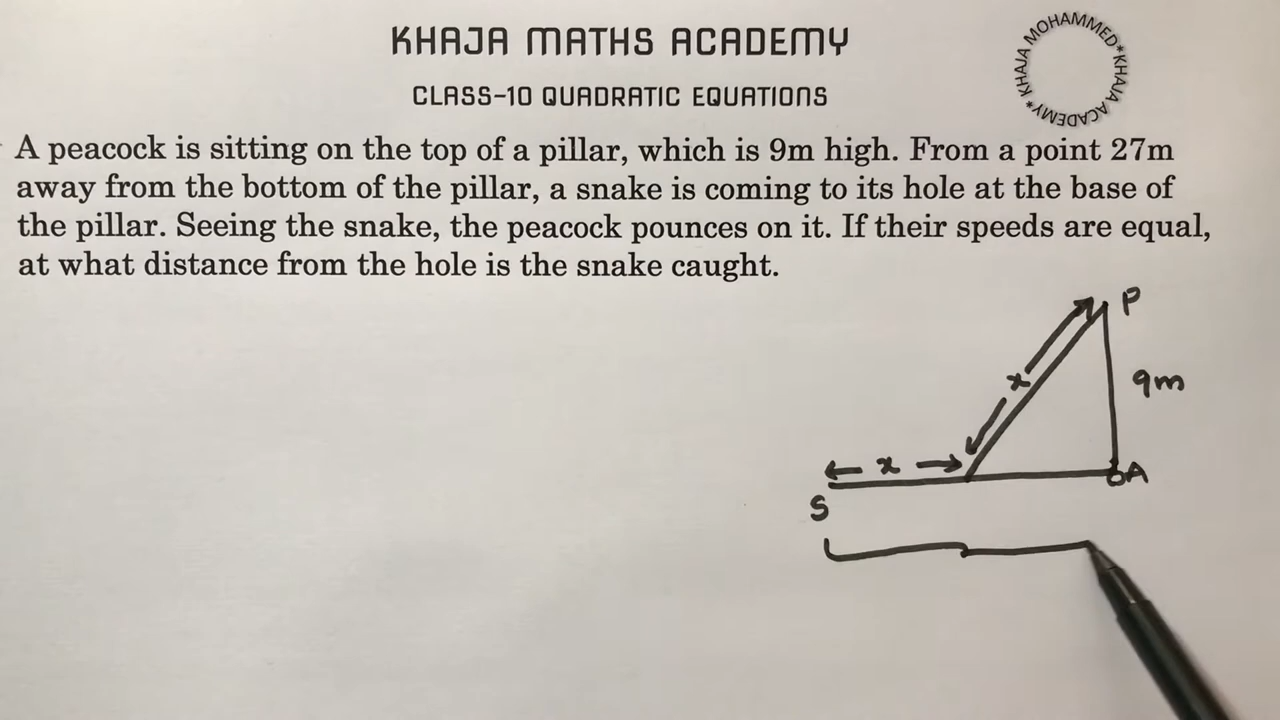 KHAJA MATHS ACADEMY
KHAJA MOHAMMED*KHAJA ACADEMY*
CLASS-10 QUADRATIC EQUATIONS
A peacock is sitting on the top of a pillar, which is 9m high. From a point 27m
away from the bottom of the pillar, a snake is coming to its hole at the base of
the pillar. Seeing the snake, the peacock pounces on it. If their speeds are equal,
at what distance from the hole is the snake caught.
P
x
9m
x
A
S